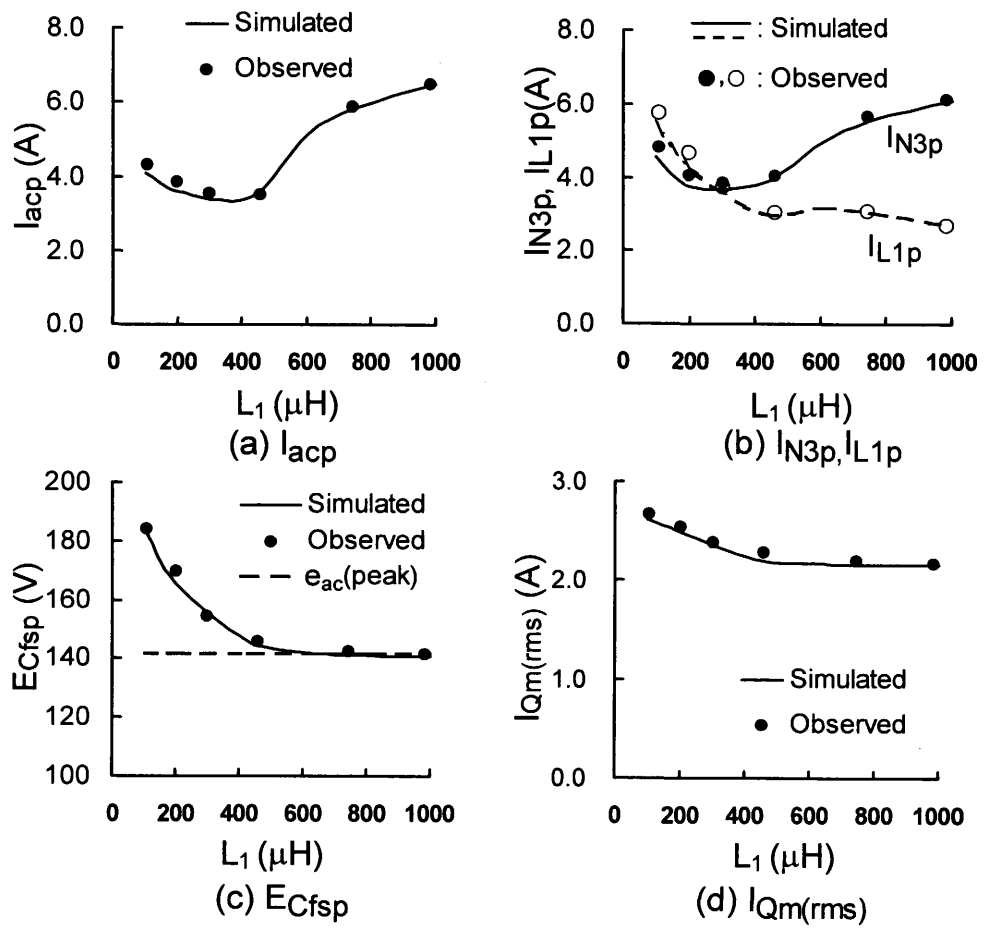 Simulated
Observed
8.0
6.0
4.0
2.0
0.0
Iacp (A)
0 200 400 600 800 1000
L1 (μH)
(a) Iacp
: Simulated
, : Observed
8.0
6.0
4.0
2.0
0.0
IN3p, IL1p(A)
IN3p
IL1p
0 200 400 600 800 1000
L1 (μH)
(b) IN3p, IL1p
Simulated
Observed
eac(peak)
200
180
160
140
120
100
ECfsp (V)
0 200 400 600 800 1000
L1 (μH)
(c) ECfsp
3.0
2.0
1.0
0.0
IQm(rms) (A)
Simulated
Observed
0 200 400 600 800 1000
L1 (μH)
(d) IQm(rms)